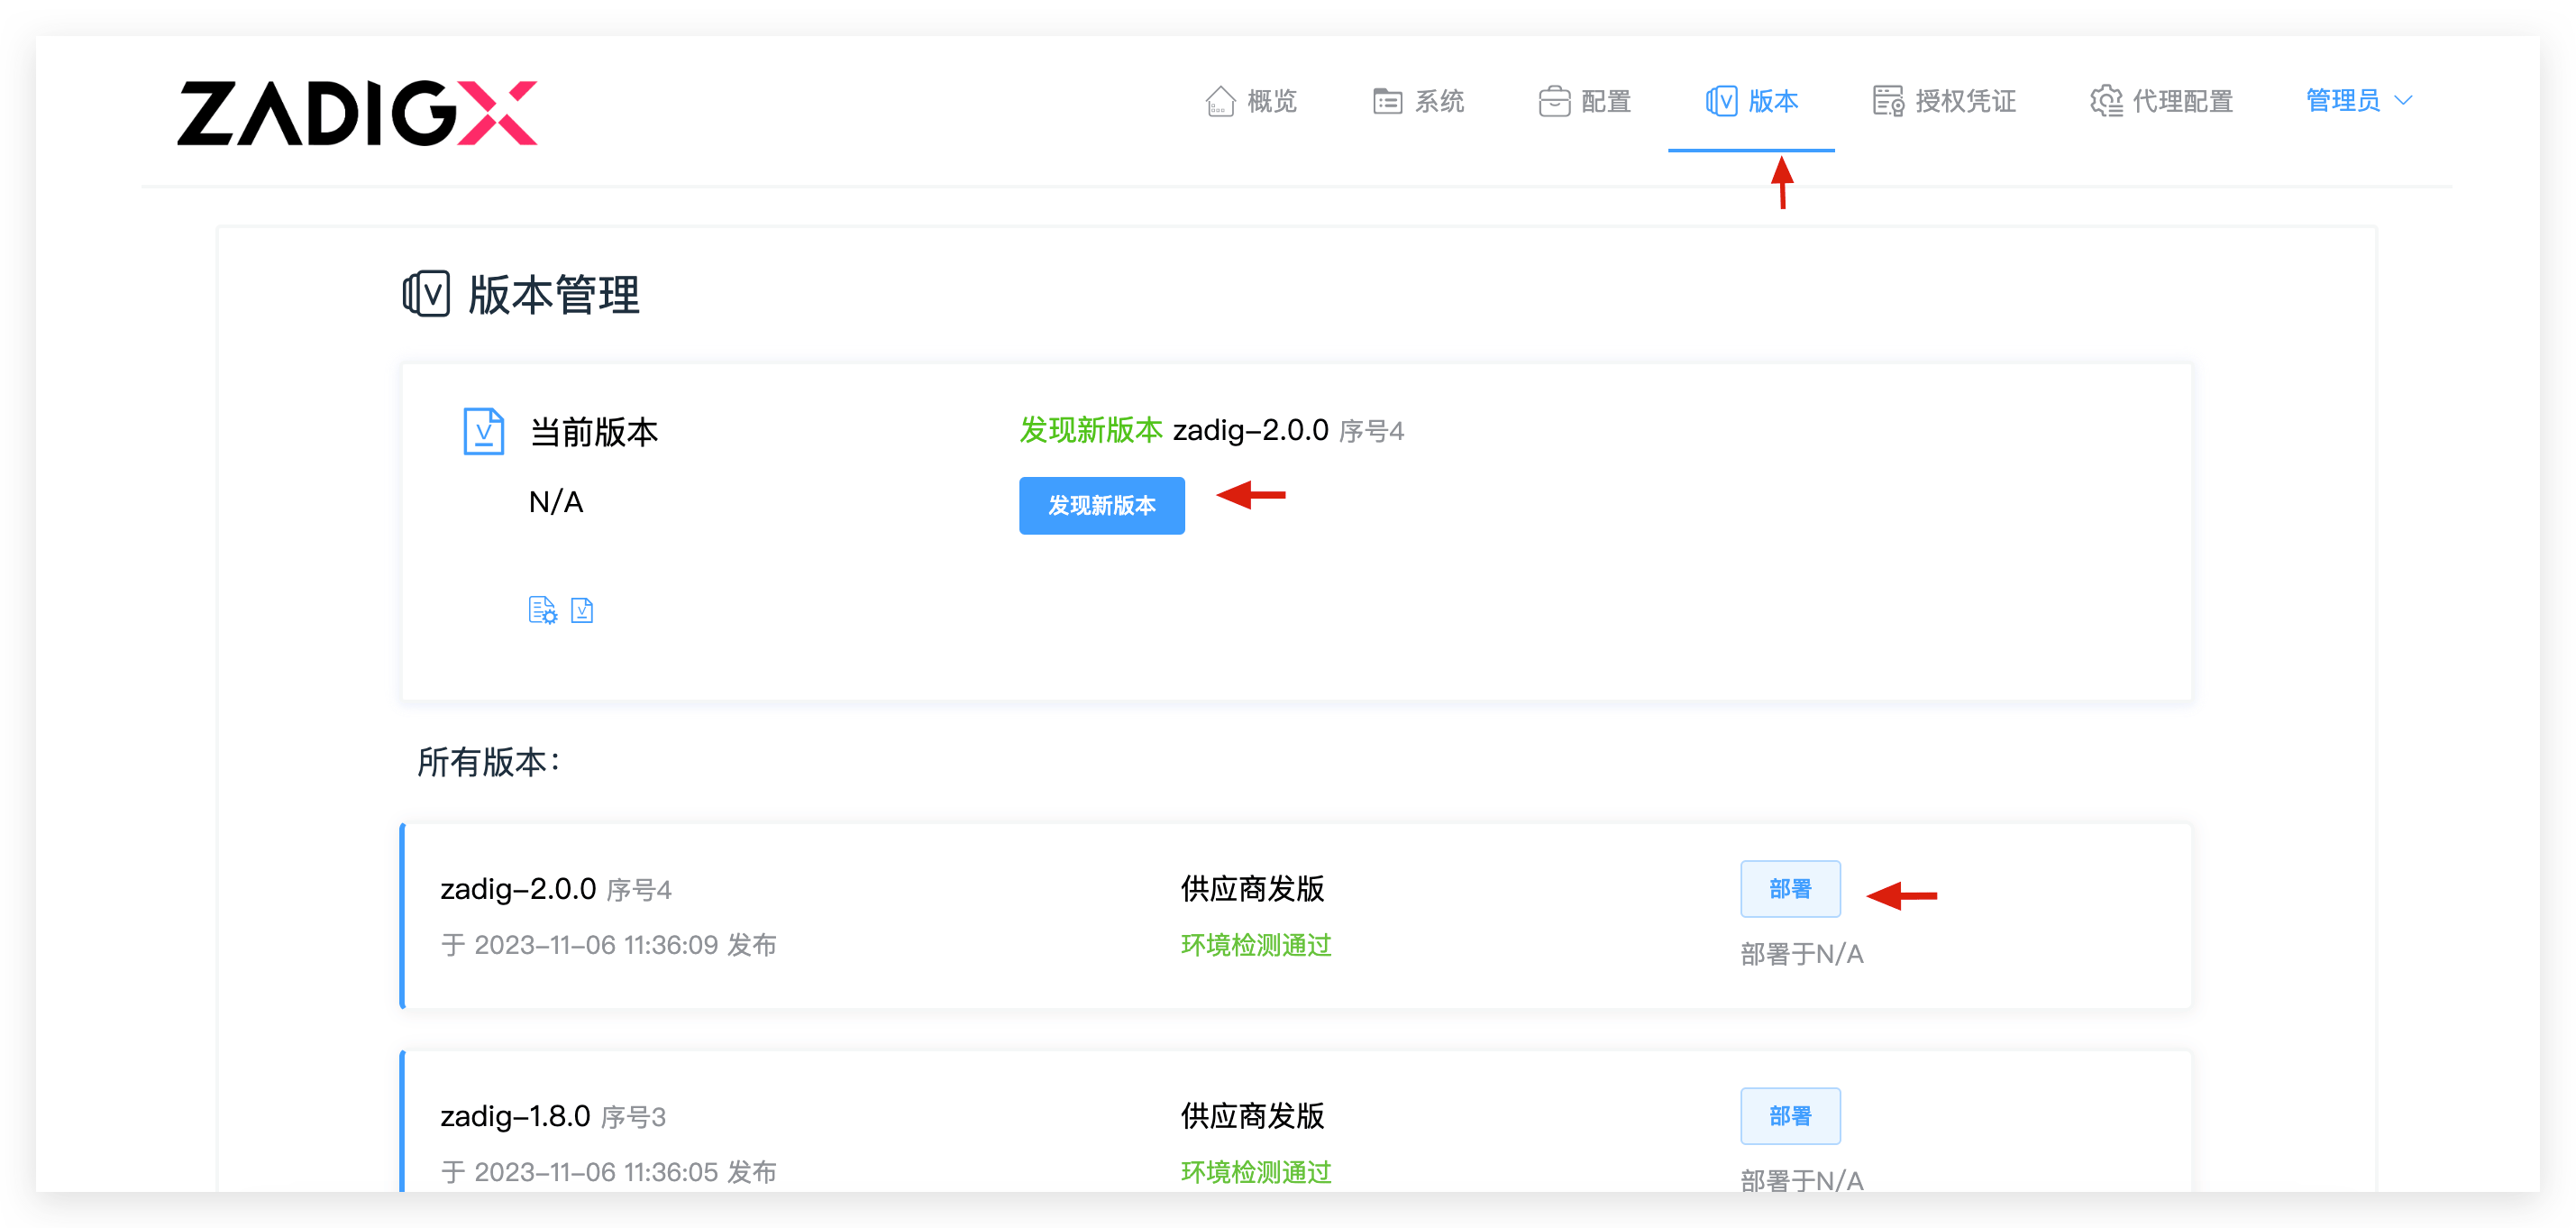 ZADIGX
概览 系统 配置 版本 授权凭证 代理配置 管理员
版本管理
当前版本
N/A
发现新版本 zadig-2.0.0 序号4
发现新版本
所有版本：
zadig-2.0.0 序号4 供应商发版 部署
于 2023-11-06 11:36:09 发布 环境检测通过 部署于N/A
zadig-1.8.0 序号3 供应商发版 部署
于 2023-11-06 11:36:05 发布 环境检测通过 部署于N/A